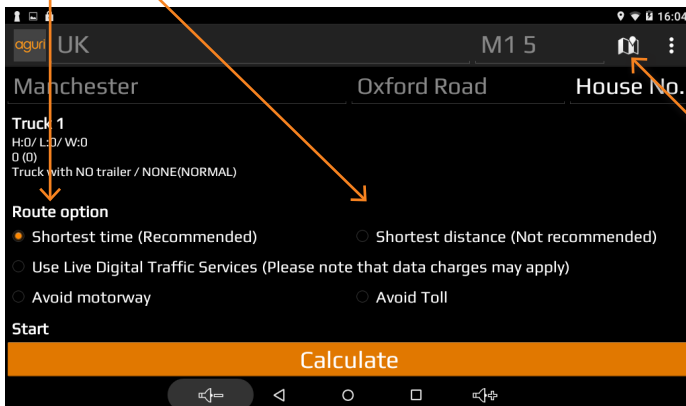 16:04
aguri UK M1 5
Manchester Oxford Road House No.
Truck 1
H:0/ L:0/ W:0
0 (0)
Truck with NO trailer / NONE(NORMAL)
Route option
Shortest time (Recommended) Shortest distance (Not recommended)
Use Live Digital Traffic Services (Please note that data charges may apply)
Avoid motorway Avoid Toll
Start
Calculate